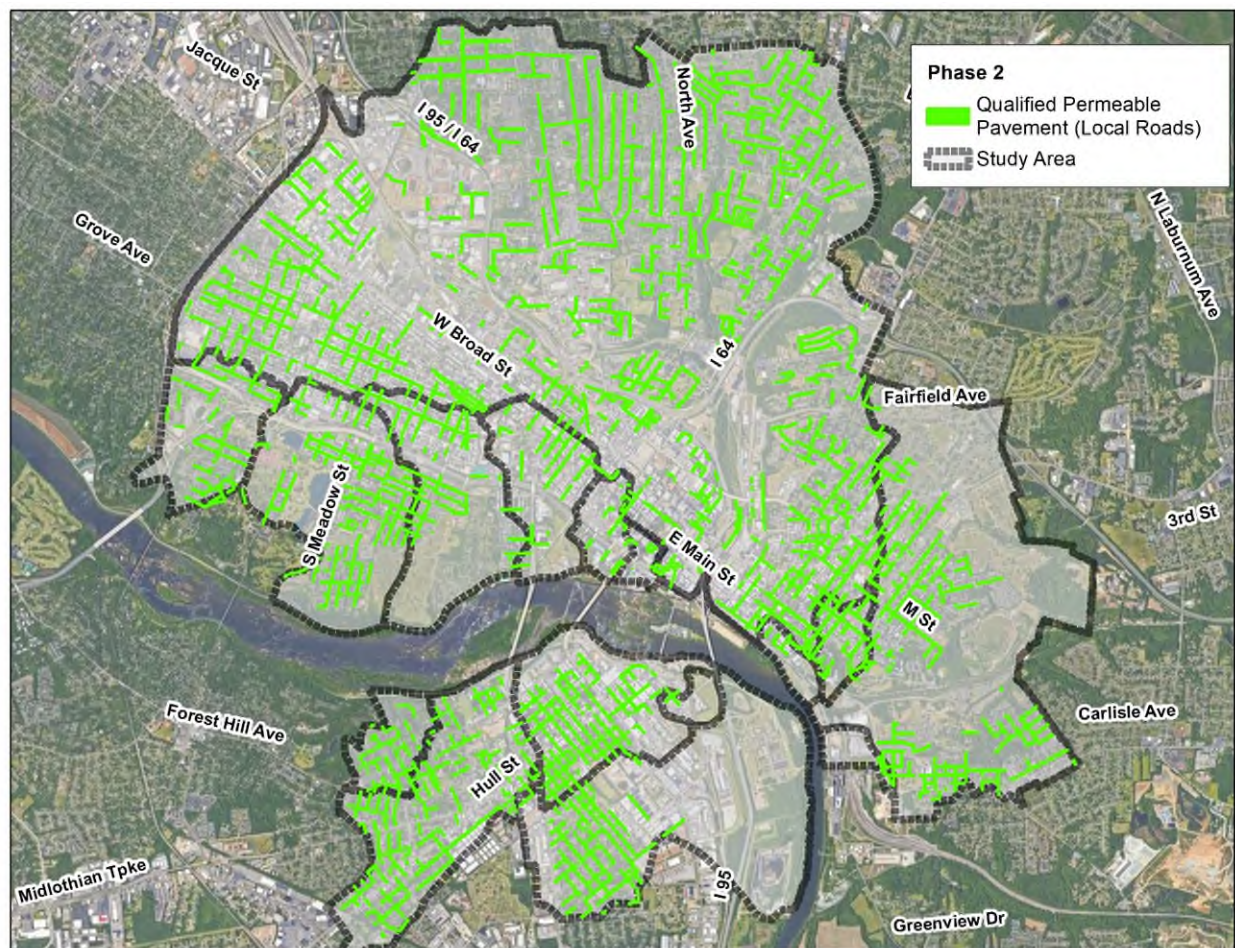 Jacque St
I 95 / I 64
North Ave
Phase 2
Qualified Permeable
Pavement (Local Roads)
Study Area
N Laburnum Ave
Grove Ave
W Broad St
I 64
Fairfield Ave
S Meadow St
3rd St
E Main St
M St
Forest Hill Ave
Carlisle Ave
Hull St
Midlothian Tpke
I 95
Greenview Dr